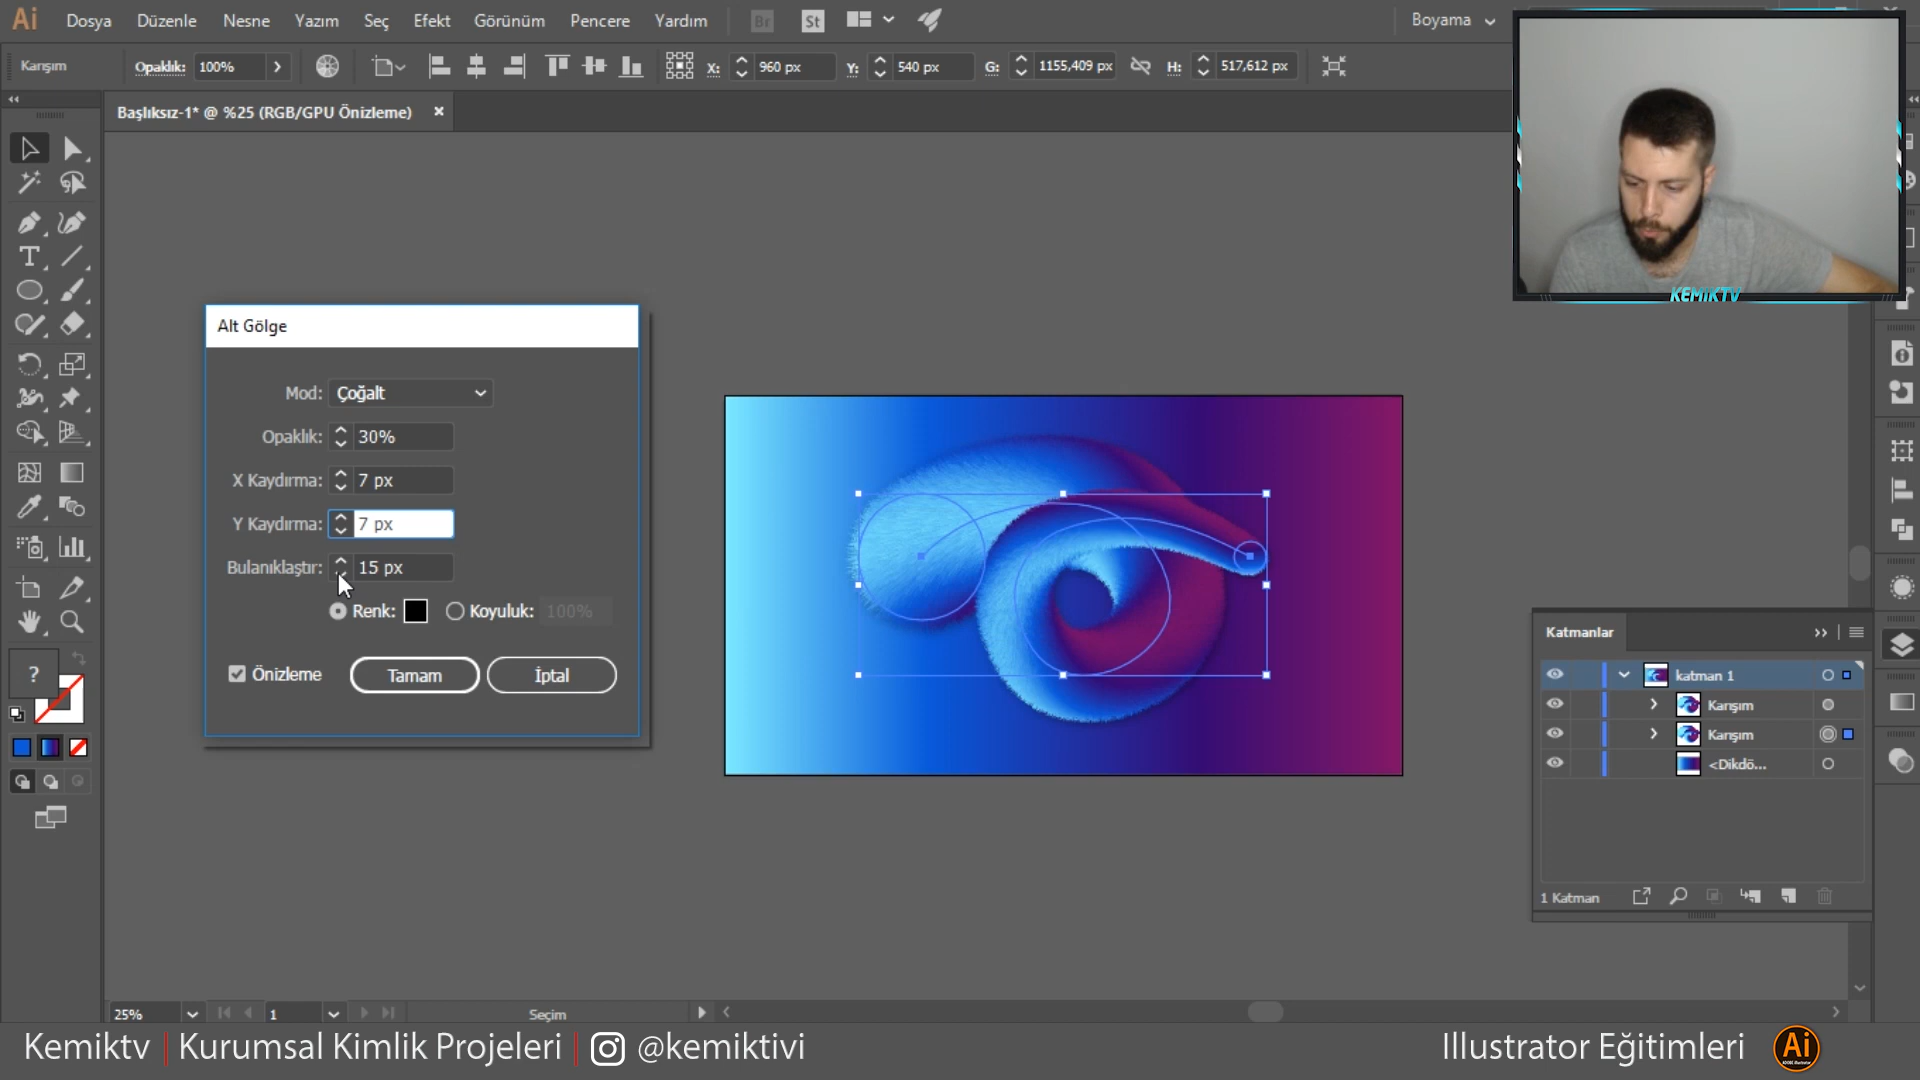 Ai Dosya Düzenle Nesne Yazım Seç Efekt Görünüm Pencere Yardım Br St Boyama
Karışım Opaklık: 100% X: 960 px Y: 540 px G: 1155,409 px H: 517,612 px
Başlıksız-1* @ %25 (RGB/GPU Önizleme) ×
KEMiKTV
Alt Gölge
Mod: Çoğalt
Opaklık: 30%
X Kaydırma: 7 px
Y Kaydırma: 7 px
Bulanıklaştır: 15 px
Renk: Koyuluk: 100%
Önizleme Tamam İptal
?
Katmanlar
katman 1
Karışım
Karışım
<Dikdö...
1 Katman
25% 1 Seçim
Kemiktv | Kurumsal Kimlik Projeleri | @kemiktivi Illustrator Eğitimleri Ai